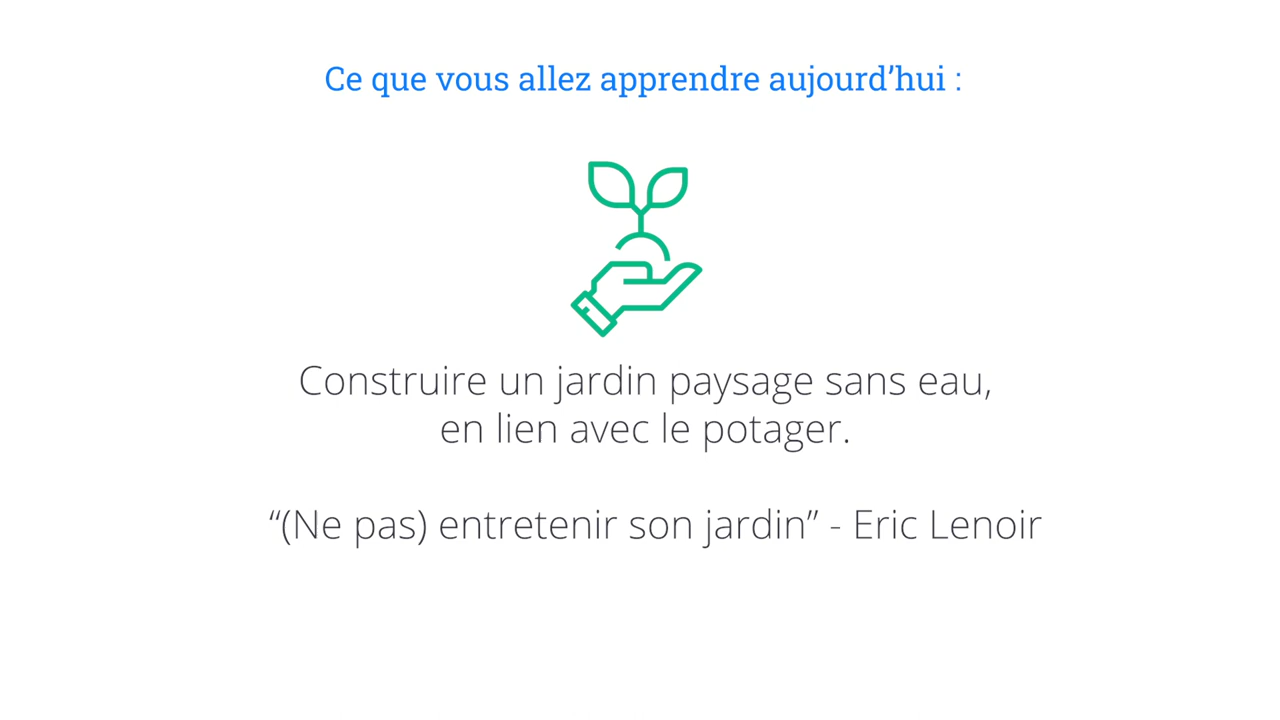 Ce que vous allez apprendre aujourd’hui :
Construire un jardin paysage sans eau,
en lien avec le potager.
“(Ne pas) entretenir son jardin” - Eric Lenoir